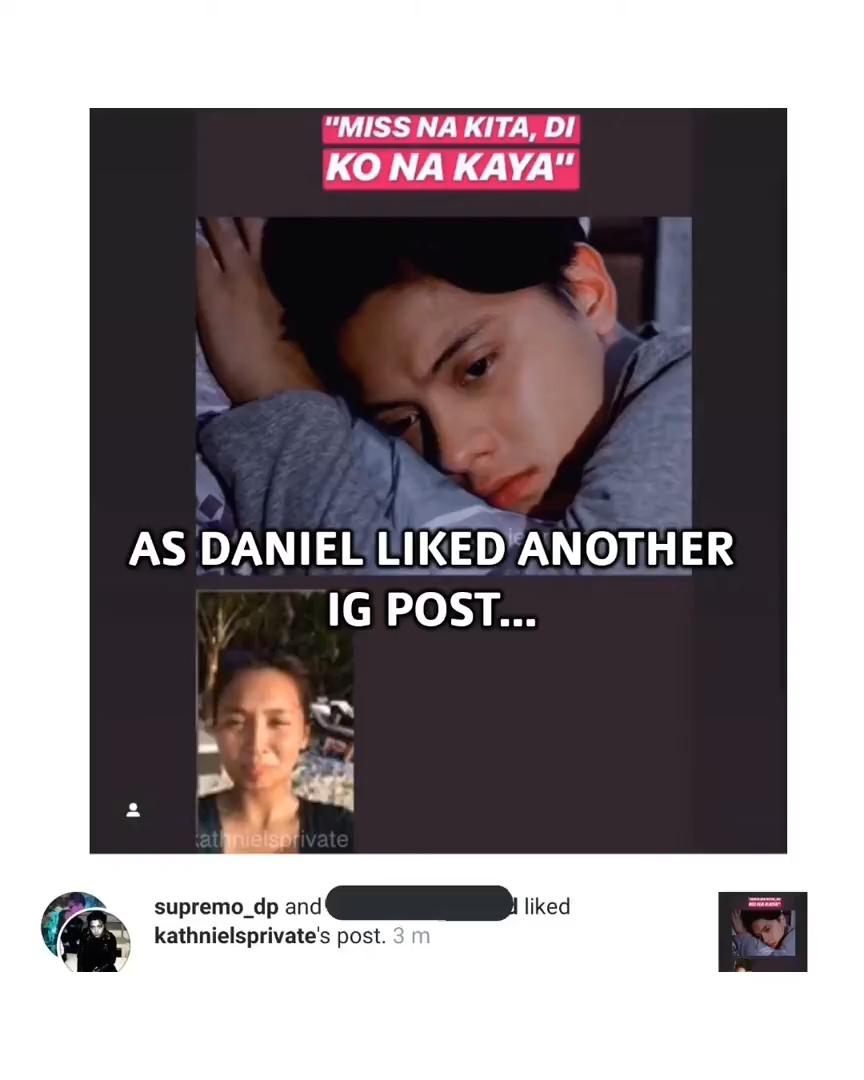 "MISS NA KITA, DI
KO NA KAYA"
AS DANIEL LIKED ANOTHER
IG POST...
kathnielsprivate
supremo_dp and liked
kathnielsprivate's post. 3 m